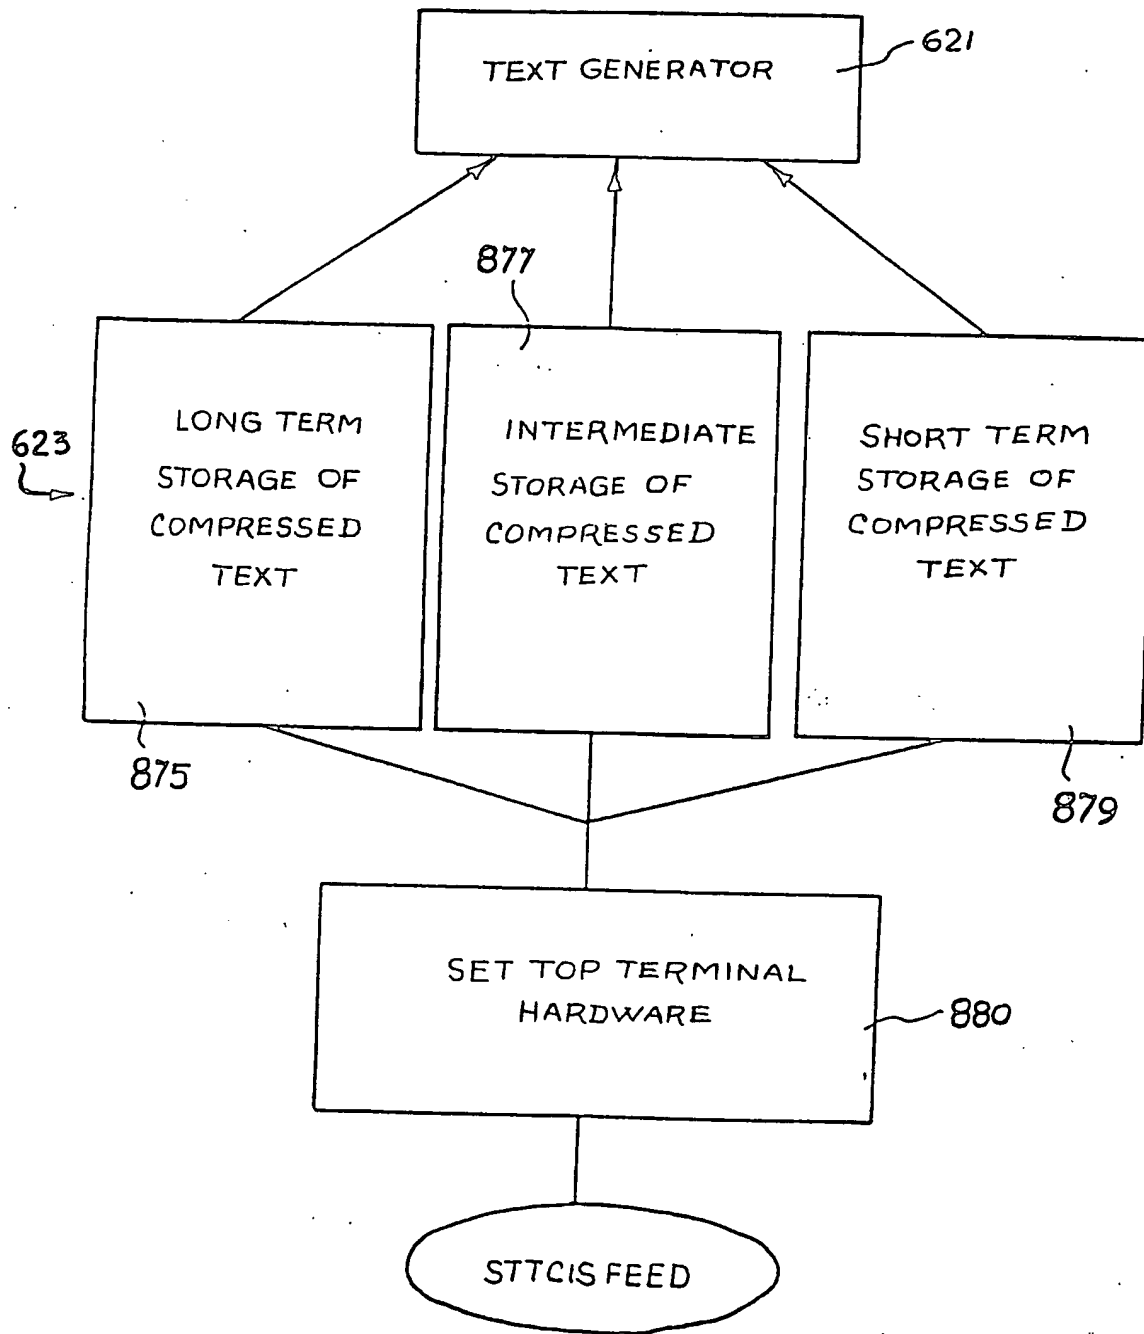 TEXT GENERATOR
621
877
623
LONG TERM
STORAGE OF
COMPRESSED
TEXT
INTERMEDIATE
STORAGE OF
COMPRESSED
TEXT
SHORT TERM
STORAGE OF
COMPRESSED
TEXT
875
879
SET TOP TERMINAL
HARDWARE
880
STTCIS FEED